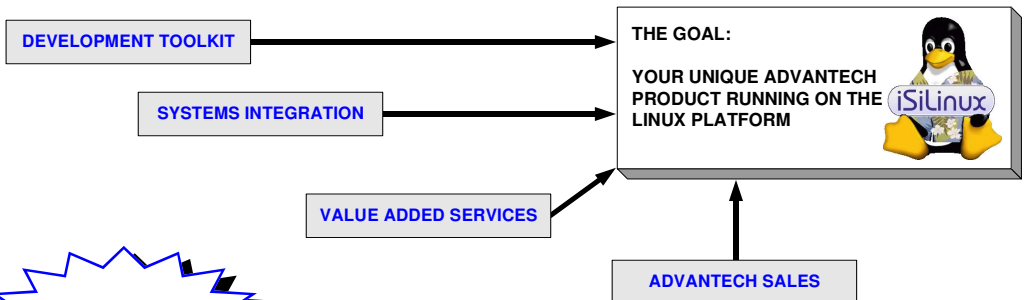 DEVELOPMENT TOOLKIT
THE GOAL:
YOUR UNIQUE ADVANTECH
PRODUCT RUNNING ON THE
LINUX PLATFORM
iSiLinux
SYSTEMS INTEGRATION
VALUE ADDED SERVICES
ADVANTECH SALES